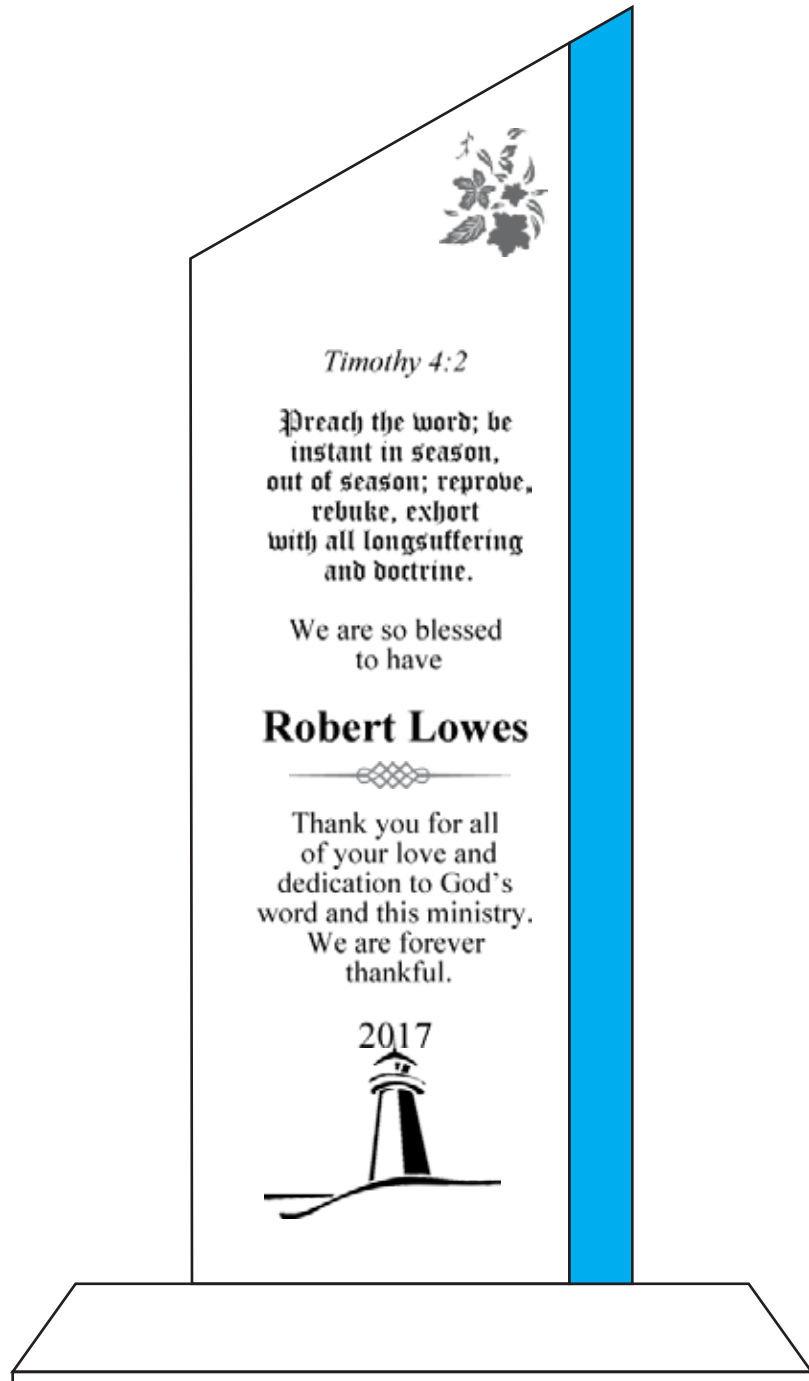 Timothy 4:2
Preach the word; be
instant in season,
out of season; reprove,
rebuke, exhort
with all longsuffering
and doctrine.
We are so blessed
to have
Robert Lowes
Thank you for all
of your love and
dedication to God's
word and this ministry.
We are forever
thankful.
2017